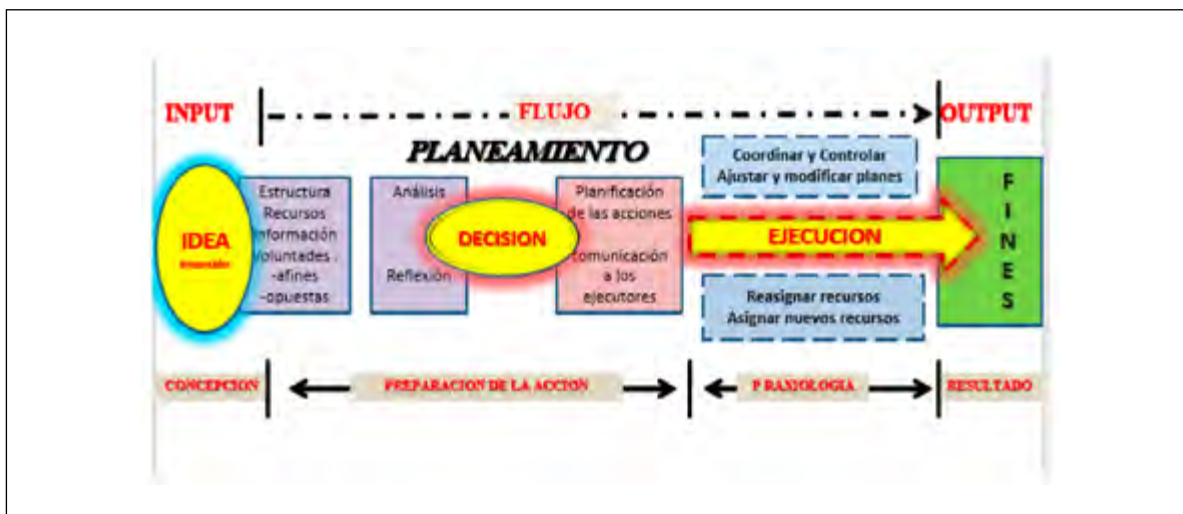 INPUT
FLUJO
OUTPUT
PLANEAMIENTO
IDEA
Estructura
Recursos
Información
Voluntades .
-afines
-opuestas
Análisis
Reflexión
DECISION
Planificación
de las acciones
comunicación
a los
ejecutores
Coordinar y Controlar
Ajustar y modificar planes
EJECUCION
Reasignar recursos
Asignar nuevos recursos
F
I
N
E
S
CONCEPCION
PREPARACION DE LA ACCION
P RAXIOLOGIA
RESULTADO